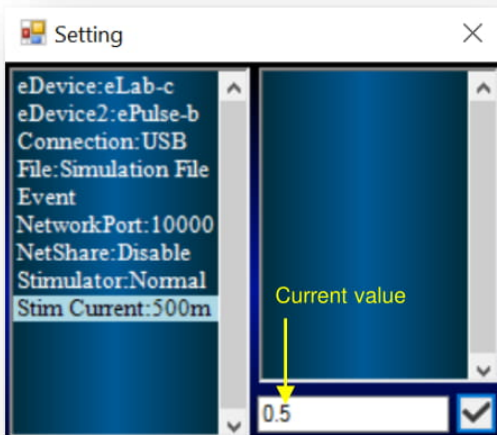 Setting
eDevice:eLab-c
eDevice2:ePulse-b
Connection:USB
File:Simulation File
Event
NetworkPort:10000
NetShare:Disable
Stimulator:Normal
Stim Current:500m
Current value
0.5